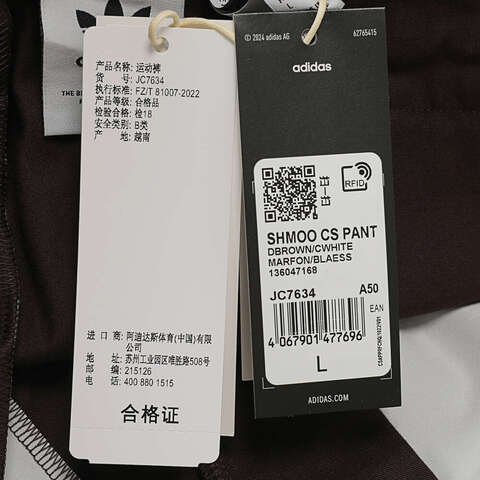 THE B
产品名称: 运动裤
货 号: JC7634
执行标准: FZ/T 81007-2022
产品等级: 合格品
检验合格: 检18
安全类别: B类
产 地: 越南
进 口 商: 阿迪达斯体育(中国)有限
公司
地 址: 苏州工业园区唯胜路508号
邮 编: 215126
电 话: 400 880 1515
合格证
© 2024 adidas AG
62765415
adidas
RFID
SHMOO CS PANT
DBROWN/CWHITE
MARFON/BLAESS
136047168
JC7634 A50
EAN
4 067901 477696
L
ADIDAS.COM